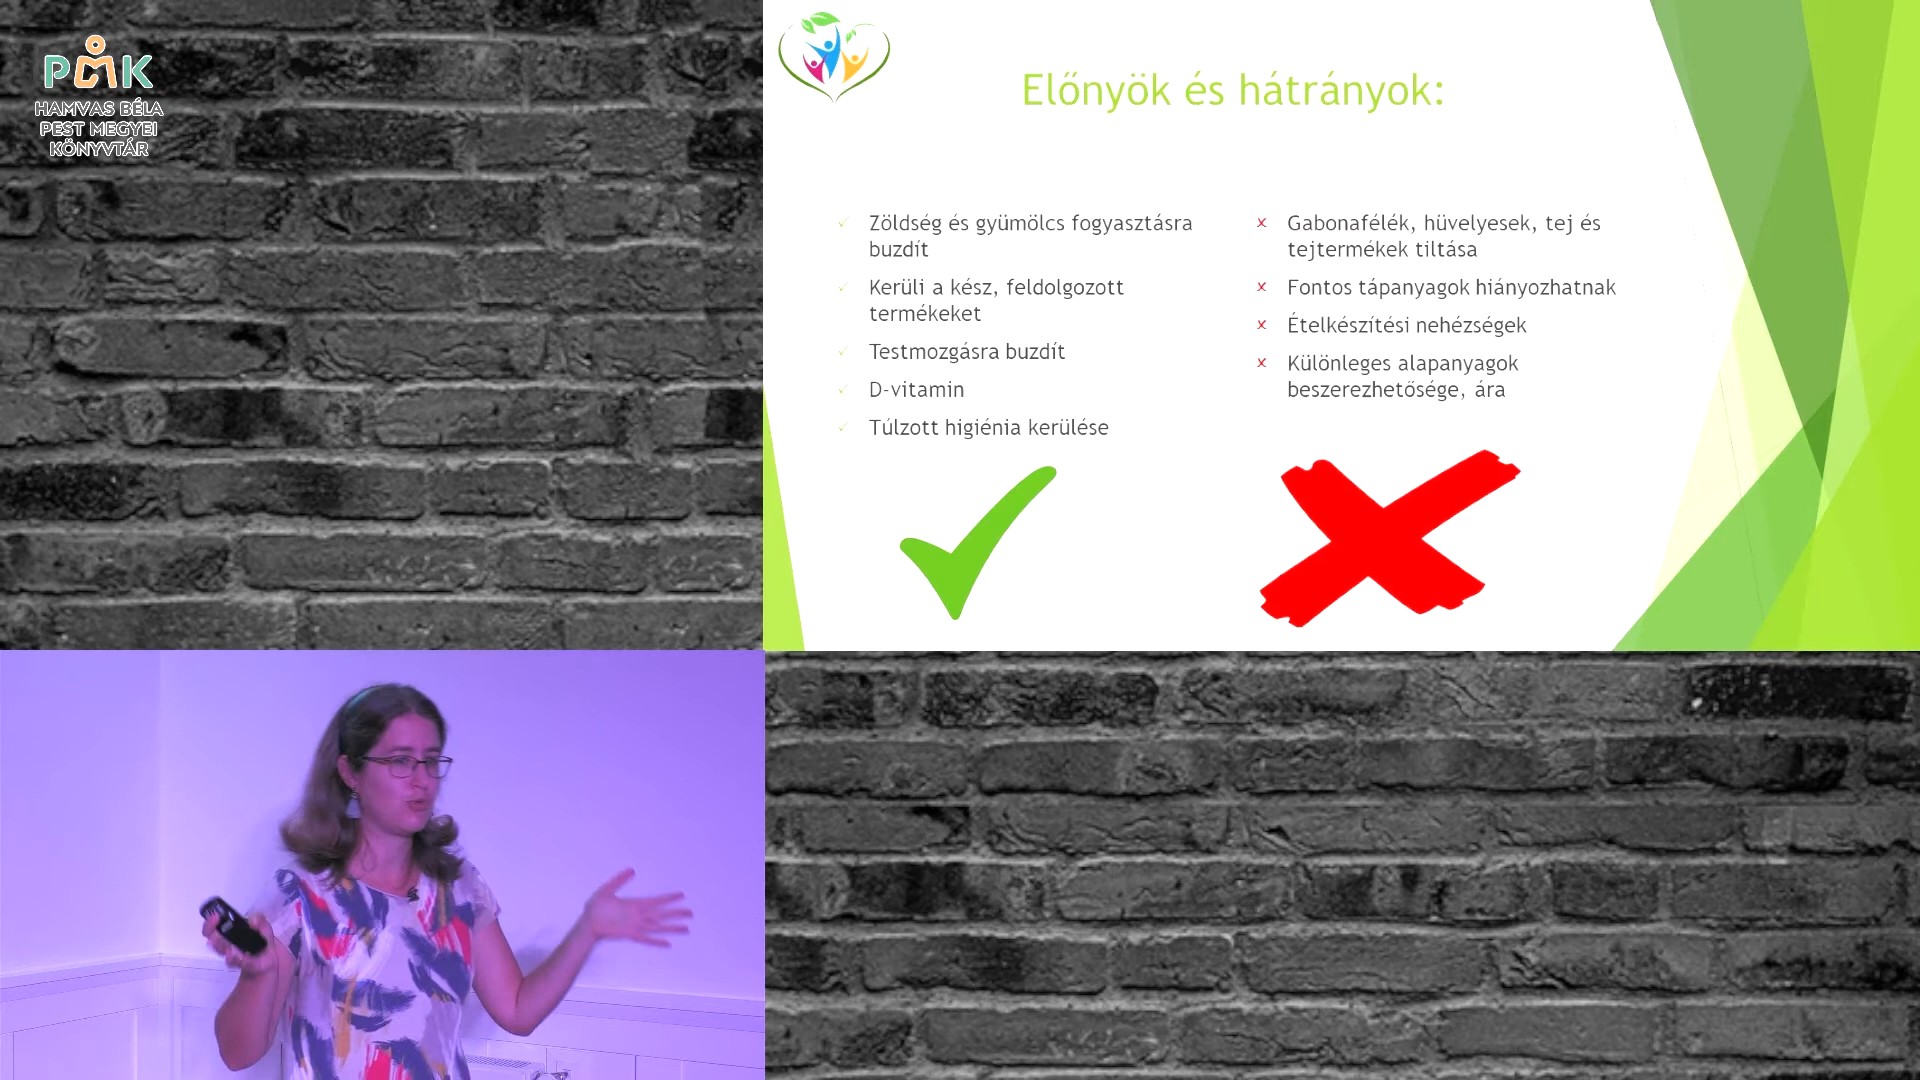 PMK
HAMVAS BÉLA
PEST MEGYEI
KÖNYVTÁR
Előnyök és hátrányok:
Zöldség és gyümölcs fogyasztásra
buzdít
Kerüli a kész, feldolgozott
termékeket
Testmozgásra buzdít
D-vitamin
Túlzott higiénia kerülése
Gabonafélék, hüvelyesek, tej és
tejtermékek tiltása
Fontos tápanyagok hiányozhatnak
Ételkészítési nehézségek
Különleges alapanyagok
beszerezhetősége, ára